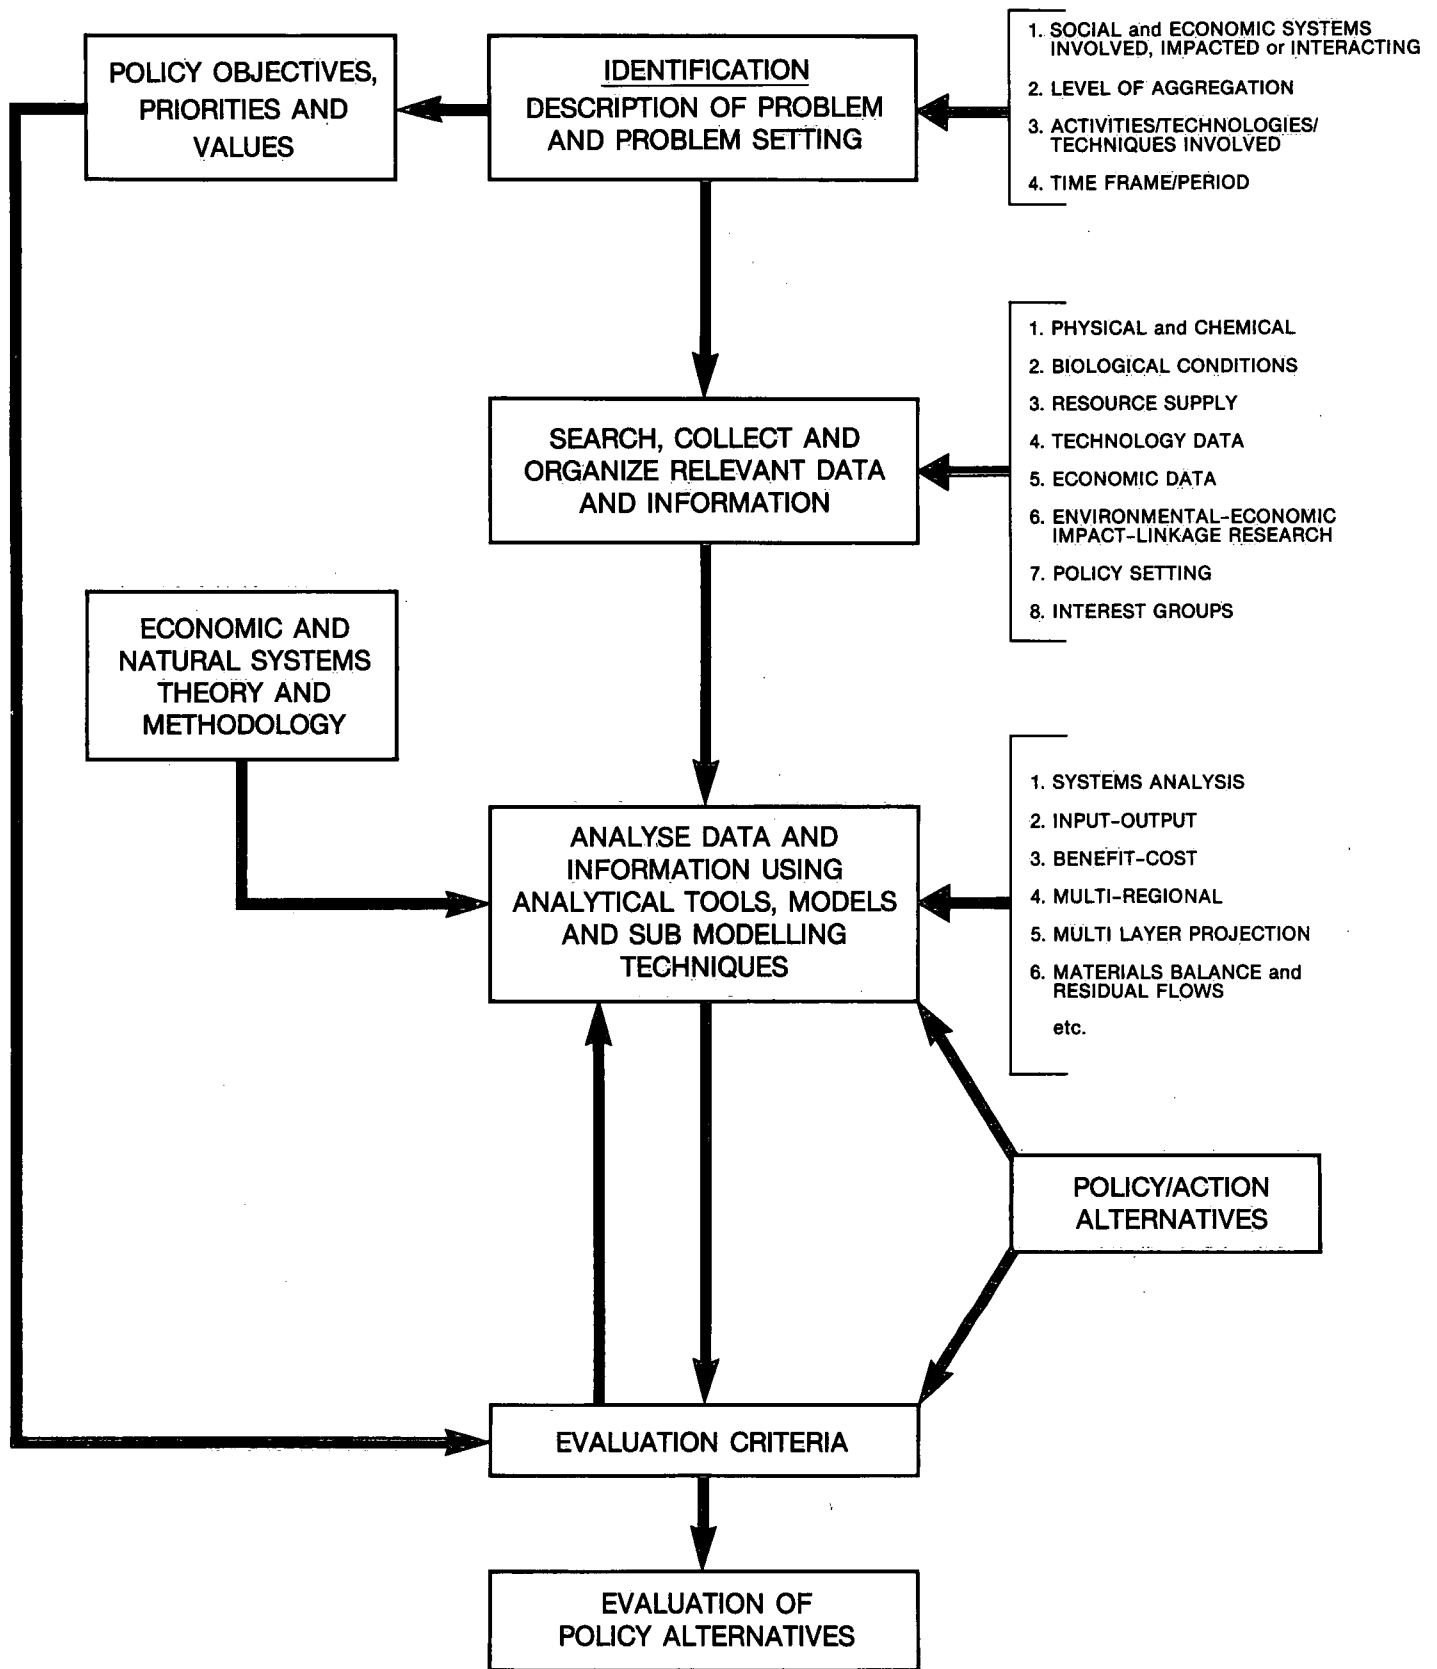 POLICY OBJECTIVES,
PRIORITIES AND
VALUES
IDENTIFICATION
DESCRIPTION OF PROBLEM
AND PROBLEM SETTING
1. SOCIAL and ECONOMIC SYSTEMS
INVOLVED, IMPACTED or INTERACTING
2. LEVEL OF AGGREGATION
3. ACTIVITIES/TECHNOLOGIES/
TECHNIQUES INVOLVED
4. TIME FRAME/PERIOD
SEARCH, COLLECT AND
ORGANIZE RELEVANT DATA
AND INFORMATION
1. PHYSICAL and CHEMICAL
2. BIOLOGICAL CONDITIONS
3. RESOURCE SUPPLY
4. TECHNOLOGY DATA
5. ECONOMIC DATA
6. ENVIRONMENTAL-ECONOMIC
IMPACT-LINKAGE RESEARCH
7. POLICY SETTING
8. INTEREST GROUPS
ECONOMIC AND
NATURAL SYSTEMS
THEORY AND
METHODOLOGY
ANALYSE DATA AND
INFORMATION USING
ANALYTICAL TOOLS, MODELS
AND SUB MODELLING
TECHNIQUES
1. SYSTEMS ANALYSIS
2. INPUT-OUTPUT
3. BENEFIT-COST
4. MULTI-REGIONAL
5. MULTI LAYER PROJECTION
6. MATERIALS BALANCE and
RESIDUAL FLOWS
etc.
POLICY/ACTION
ALTERNATIVES
EVALUATION CRITERIA
EVALUATION OF
POLICY ALTERNATIVES